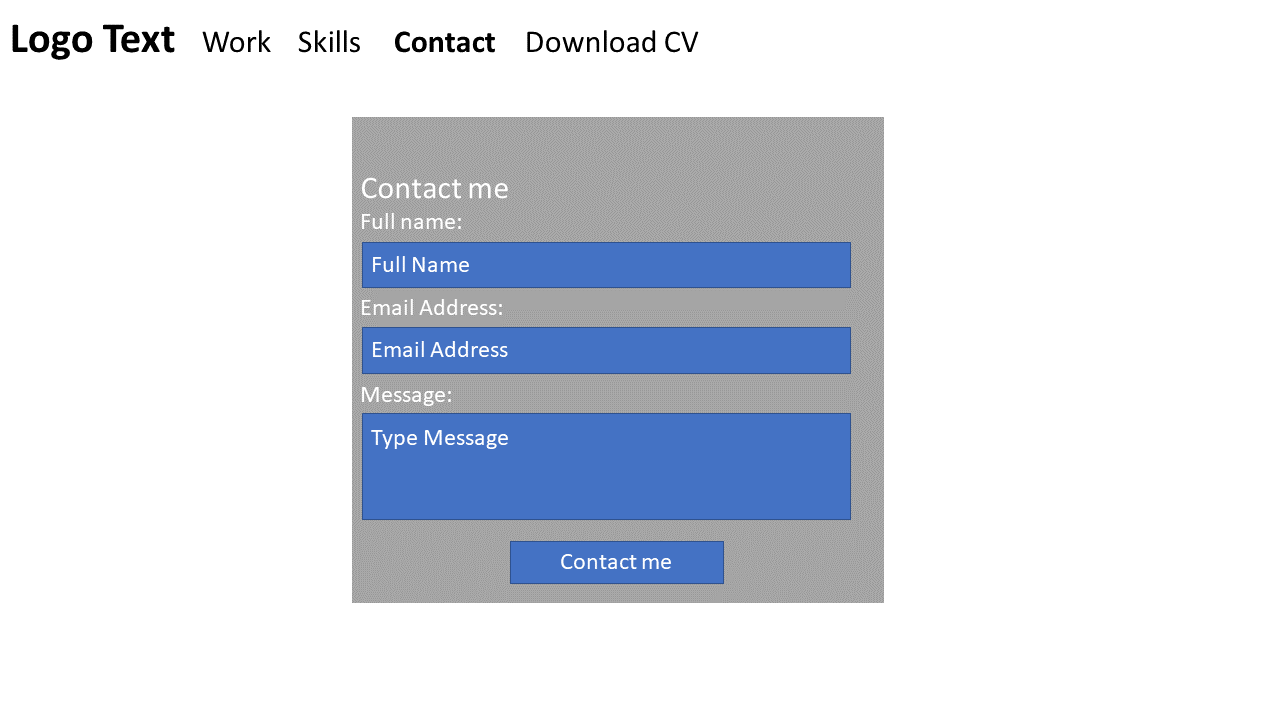 Logo Text Work Skills Contact Download CV
Contact me
Full name:
Full Name
Email Address:
Email Address
Message:
Type Message
Contact me